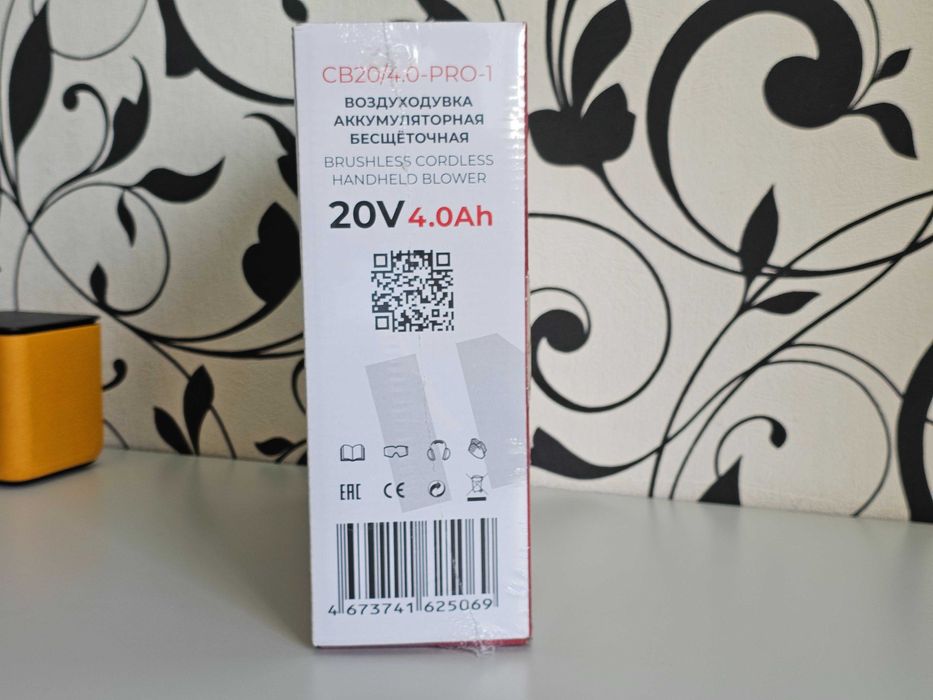 CB20/4.0-PRO-1
ВОЗДУХОДУВКА
АККУМУЛЯТОРНАЯ
БЕСЩЁТОЧНАЯ
BRUSHLESS CORDLESS
HANDHELD BLOWER
20V 4.0Ah
EAC CE
4 673741 625069